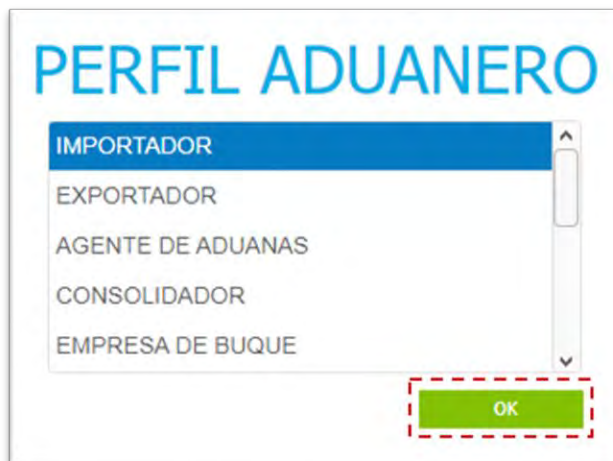 PERFIL ADUANERO
IMPORTADOR
EXPORTADOR
AGENTE DE ADUANAS
CONSOLIDADOR
EMPRESA DE BUQUE
OK